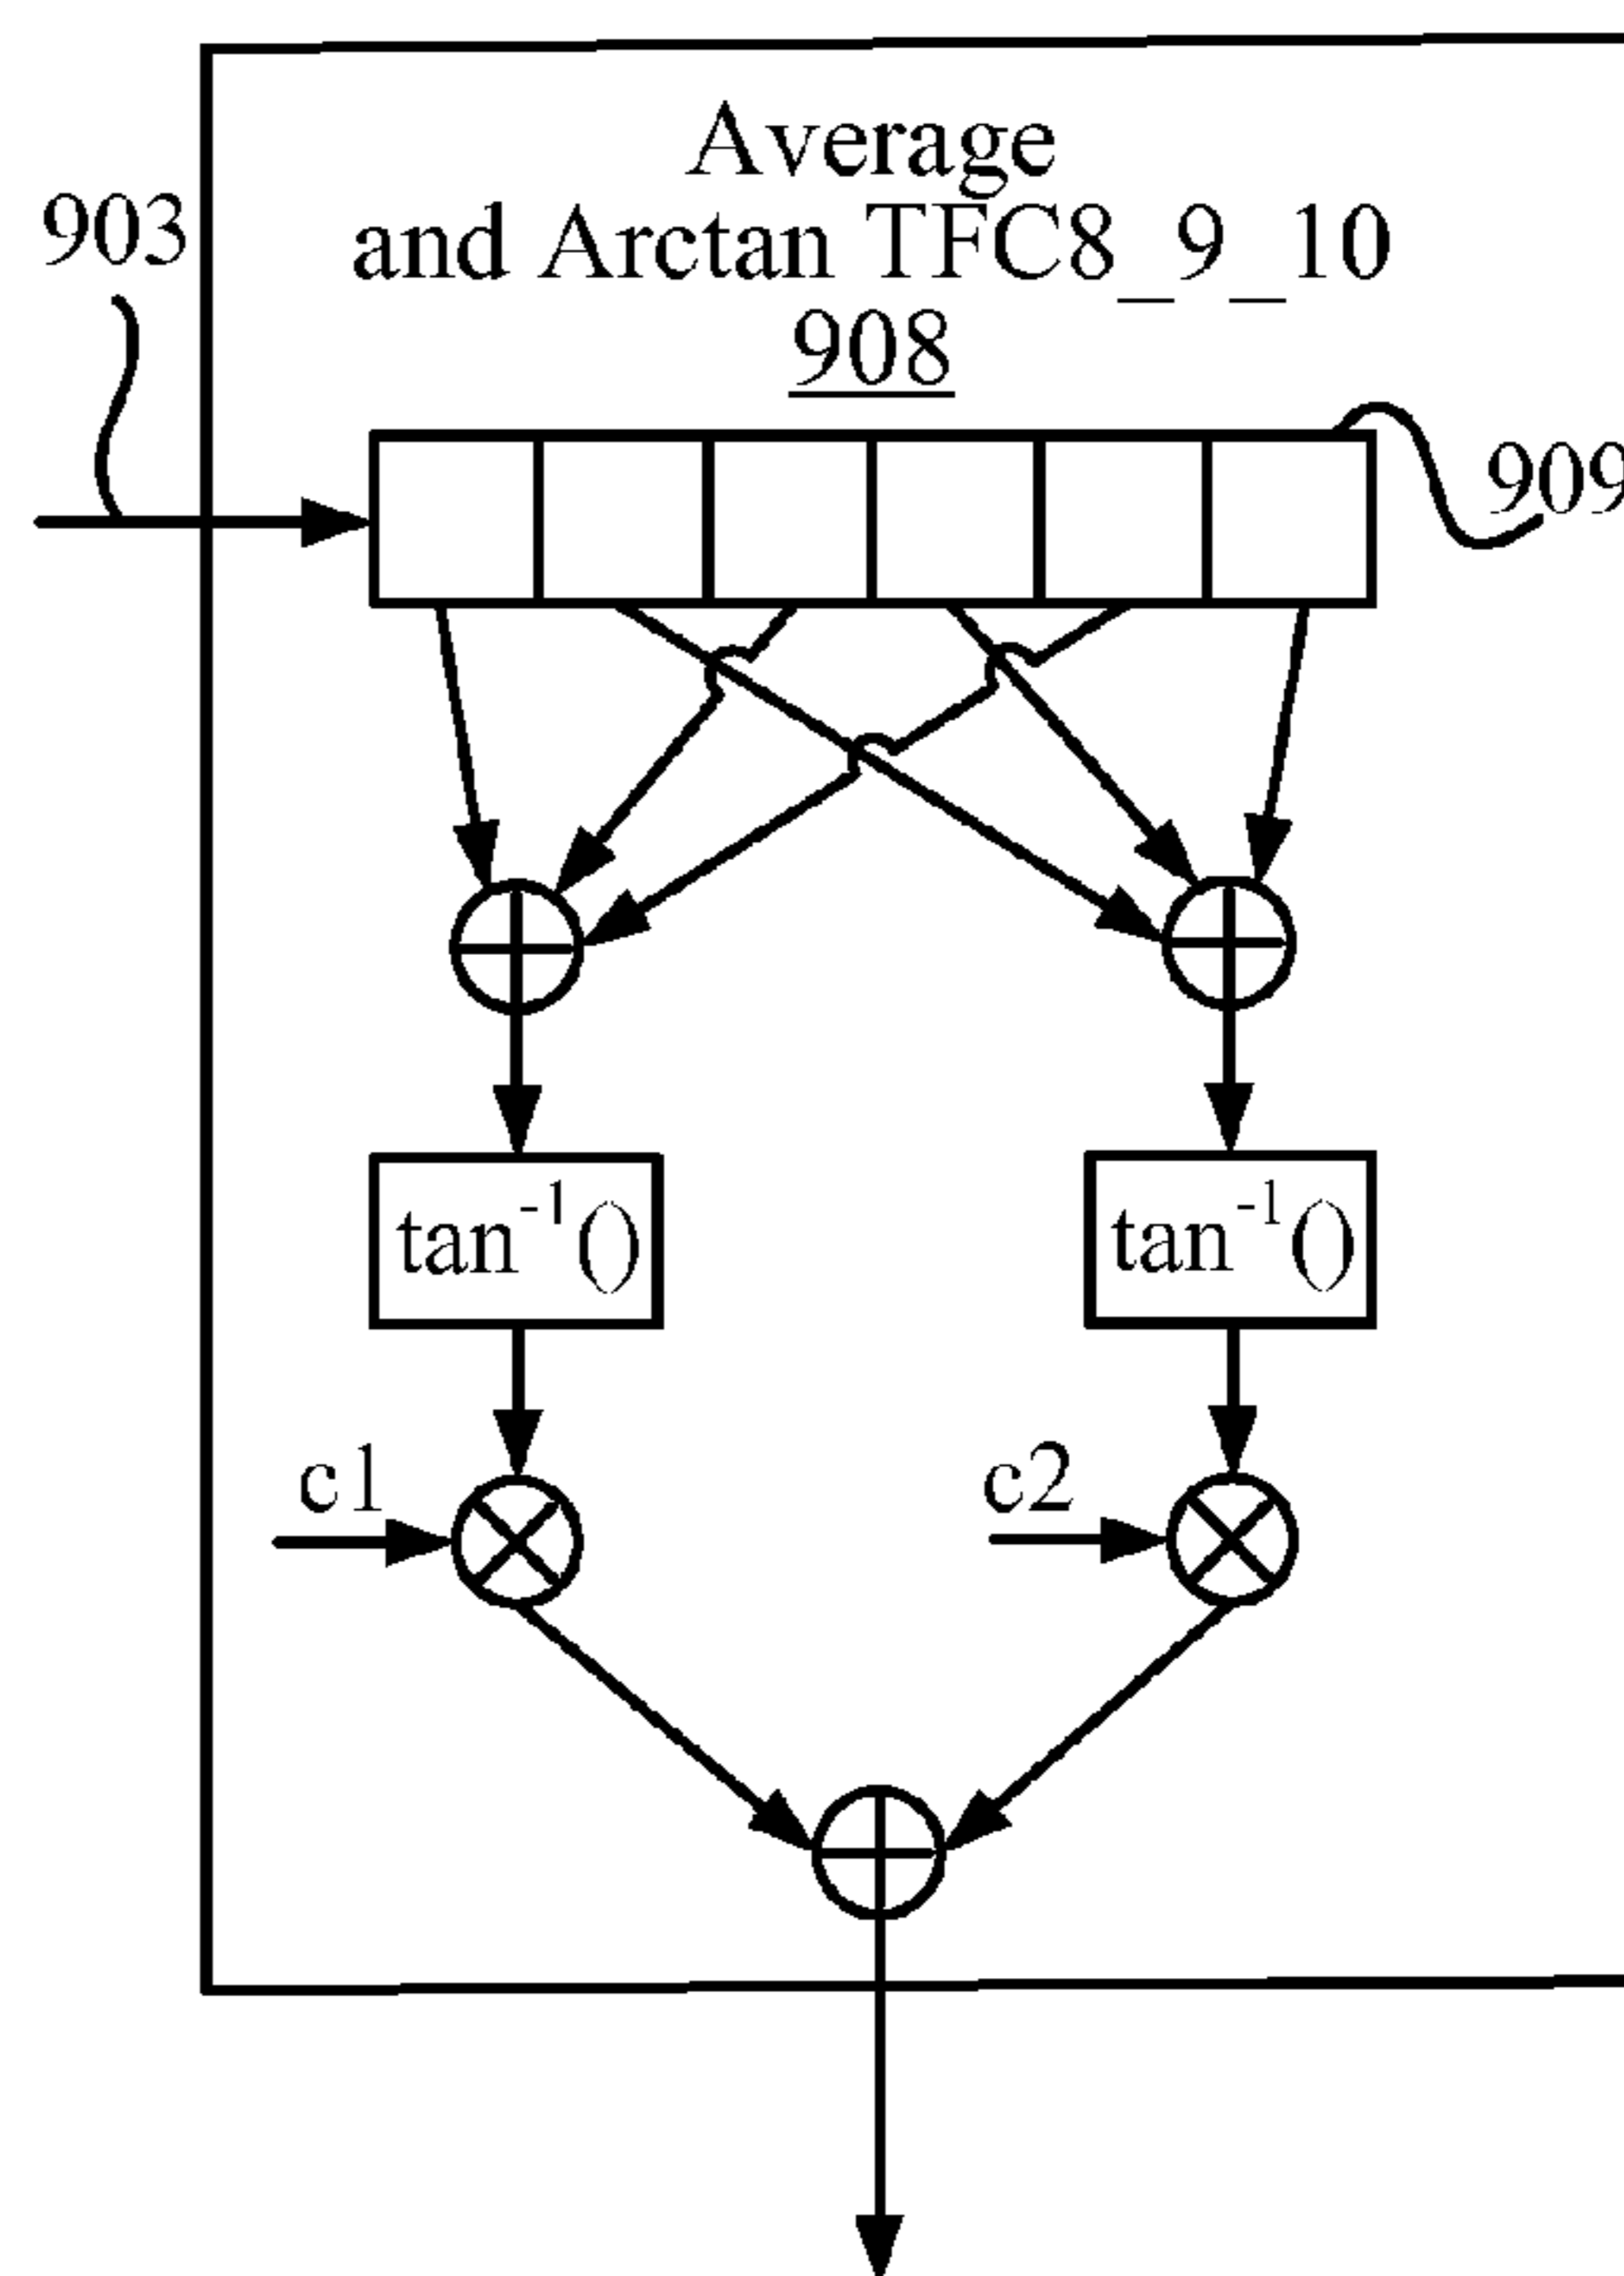 Average
and Arctan TFC8_9_10
908
903
909
tan⁻¹()
tan⁻¹()
c1
c2